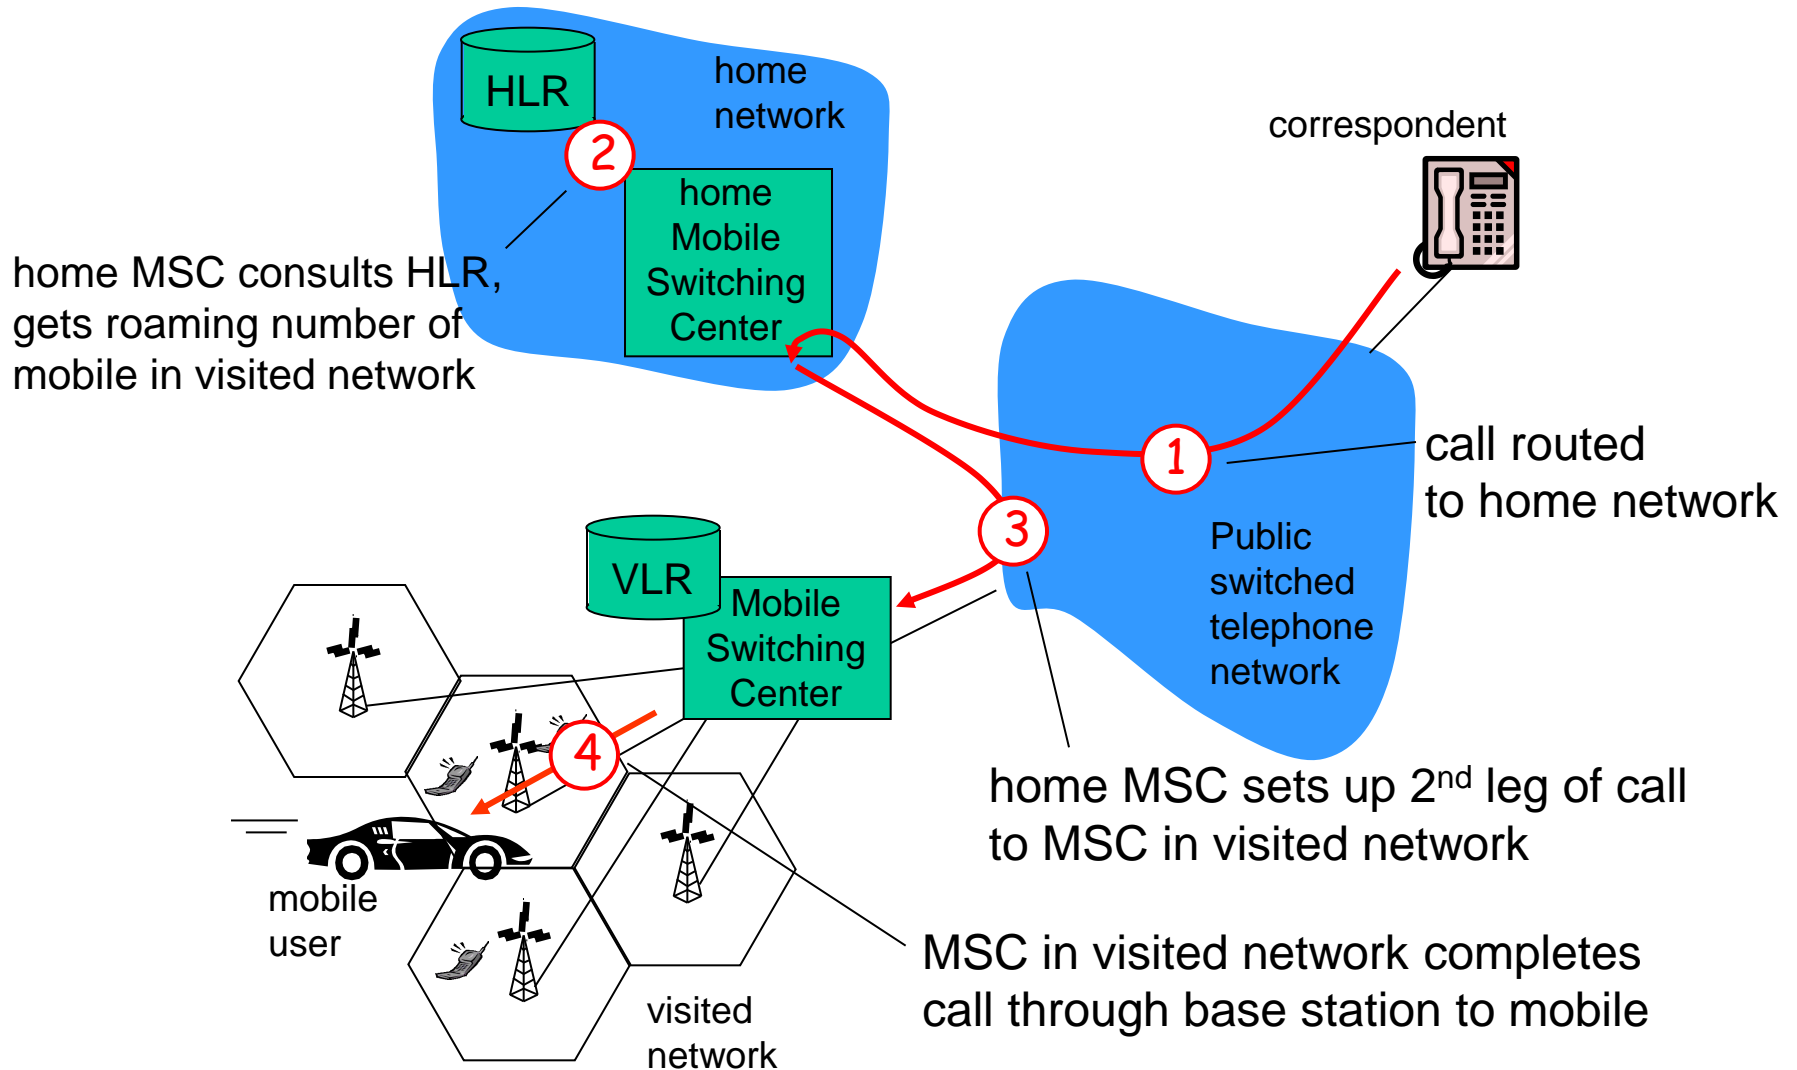 HLR
home
network
2
home
Mobile
Switching
Center
correspondent
home MSC consults HLR,
gets roaming number of
mobile in visited network
1
call routed
to home network
3
Public
switched
telephone
network
VLR
Mobile
Switching
Center
4
home MSC sets up 2nd leg of call
to MSC in visited network
mobile
user
MSC in visited network completes
call through base station to mobile
visited
network